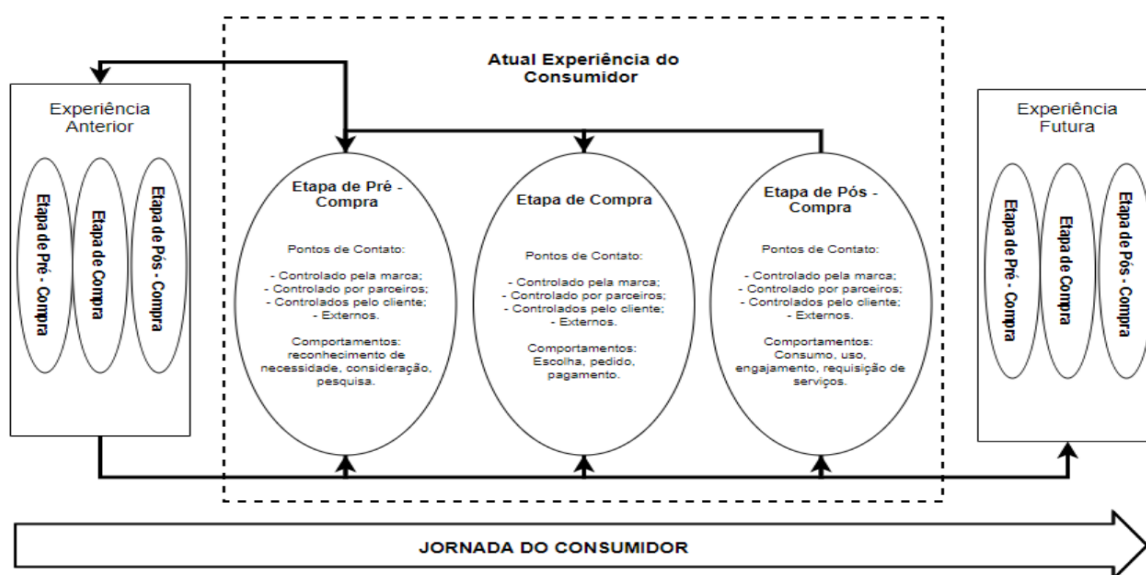 Atual Experiência do
Consumidor
Experiência
Anterior
Etapa de Pré - Compra
Etapa de Compra
Etapa de Pós - Compra
Etapa de Pré -
Compra
Pontos de Contato:
- Controlado pela marca;
- Controlado por parceiros;
- Controlados pelo cliente;
- Externos.
Comportamentos:
reconhecimento de
necessidade, consideração,
pesquisa.
Etapa de Compra
Pontos de Contato:
- Controlado pela marca;
- Controlado por parceiros;
- Controlados pelo cliente;
- Externos.
Comportamentos:
Escolha, pedido,
pagamento.
Etapa de Pós -
Compra
Pontos de Contato:
- Controlado pela marca;
- Controlado por parceiros;
- Controlados pelo cliente;
- Externos.
Comportamentos:
Consumo, uso,
engajamento, requisição de
serviços.
Experiência
Futura
Etapa de Pré - Compra
Etapa de Compra
Etapa de Pós - Compra
JORNADA DO CONSUMIDOR